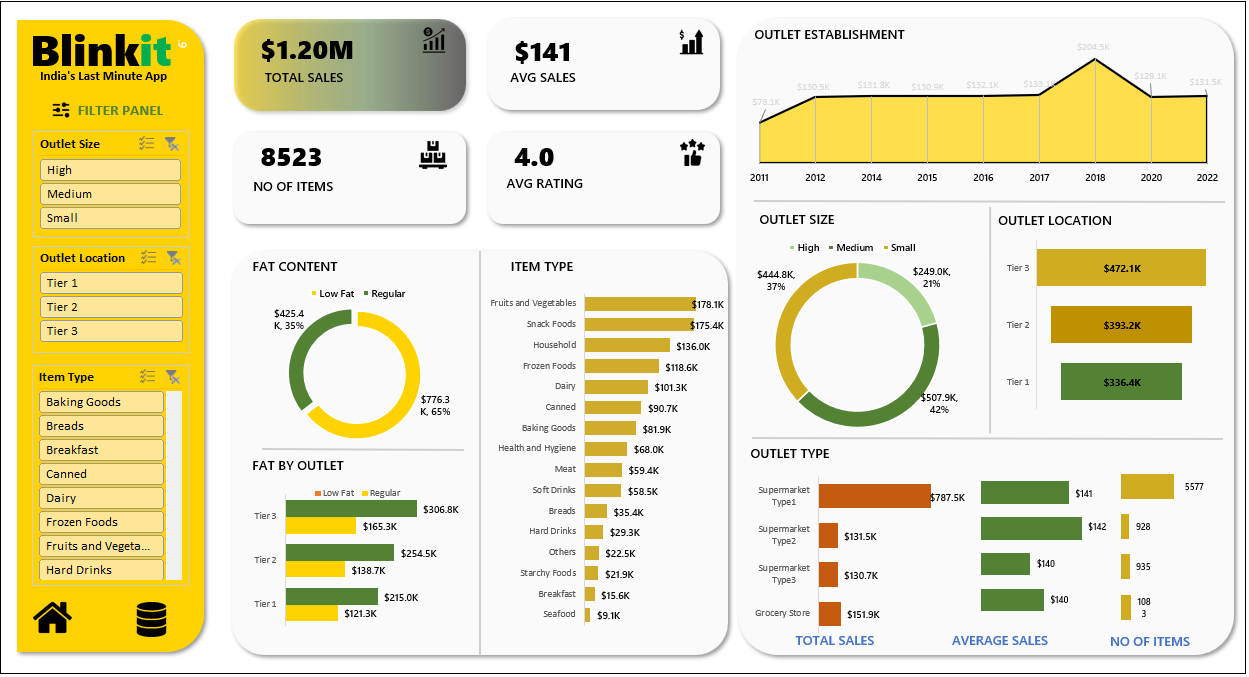 Blinkit
India's Last Minute App
FILTER PANEL
Outlet Size
High
Medium
Small
Outlet Location
Tier 1
Tier 2
Tier 3
Item Type
Baking Goods
Breads
Breakfast
Canned
Dairy
Frozen Foods
Fruits and Vegeta...
Hard Drinks
$1.20M
TOTAL SALES
$141
AVG SALES
8523
NO OF ITEMS
4.0
AVG RATING
FAT CONTENT
Low Fat Regular
$425.4
K, 35%
$776.3
K, 65%
FAT BY OUTLET
Low Fat Regular
Tier 3 $306.8K
$165.3K
Tier 2 $254.5K
$138.7K
Tier 1 $215.0K
$121.3K
ITEM TYPE
Fruits and Vegetables $178.1K
Snack Foods $175.4K
Household $136.0K
Frozen Foods $118.6K
Dairy $101.3K
Canned $90.7K
Baking Goods $81.9K
Health and Hygiene $68.0K
Meat $59.4K
Soft Drinks $58.5K
Breads $35.4K
Hard Drinks $29.3K
Others $22.5K
Starchy Foods $21.9K
Breakfast $15.6K
Seafood $9.1K
OUTLET ESTABLISHMENT
$78.1K $130.5K $131.8K $130.9K $132.1K $133.1K $204.5K $129.1K $131.5K
2011 2012 2014 2015 2016 2017 2018 2020 2022
OUTLET SIZE
High Medium Small
$444.8K,
37%
$249.0K,
21%
$507.9K,
42%
OUTLET LOCATION
Tier 3 $472.1K
Tier 2 $393.2K
Tier 1 $336.4K
OUTLET TYPE
Supermarket
Type1
$787.5K
$141
5577
Supermarket
Type2
$131.5K
$142
928
Supermarket
Type3
$130.7K
$140
935
Grocery Store
$151.9K
$140
108
3
TOTAL SALES
AVERAGE SALES
NO OF ITEMS